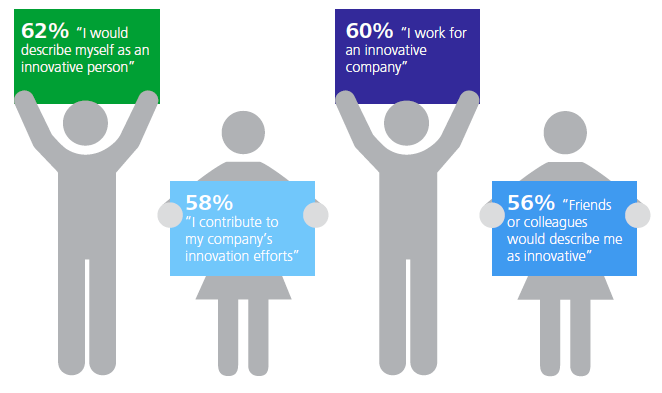 62% “I would
describe myself as an
innovative person”
60% “I work for
an innovative
company”
58%
“I contribute to
my company’s
innovation efforts”
56% “Friends
or colleagues
would describe me
as innovative”